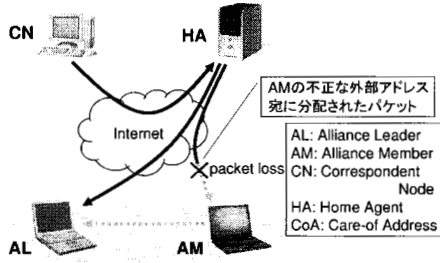 CN
HA
AMの不正な外部アドレス
宛に分配されたパケット
Internet
packet loss
AL: Alliance Leader
AM: Alliance Member
CN: Correspondent
Node
HA: Home Agent
CoA: Care-of Address
AL
AM